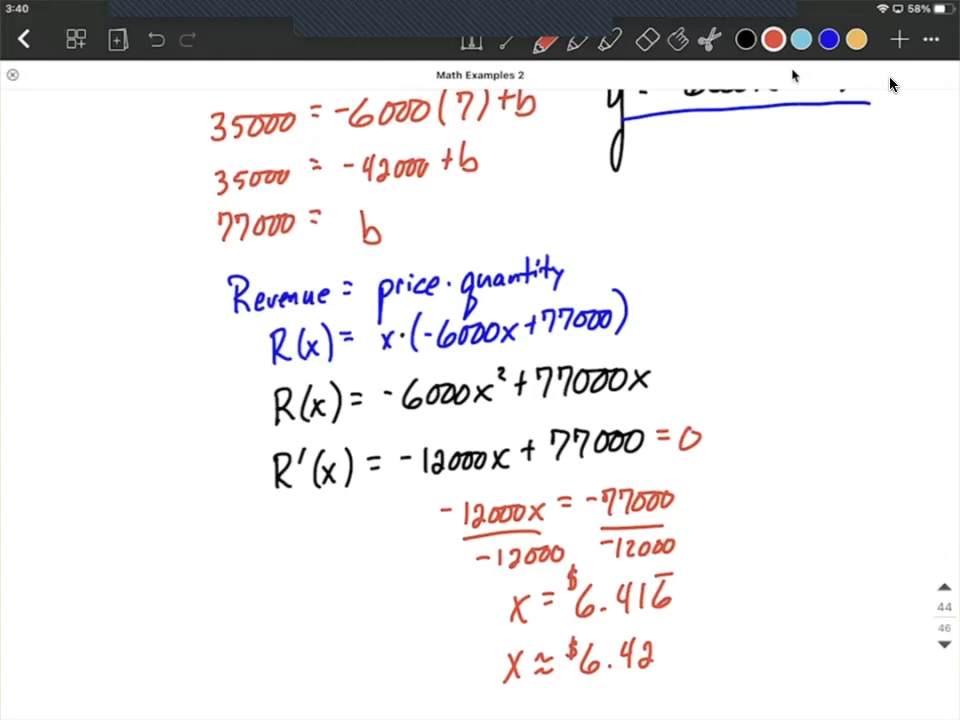 3:40 58%
Math Examples 2
35000 = -6000(7)+b
y =
35000 = -42000 +b
77000 = b
Revenue = price · quantity
R(x) = x·(-6000x+77000)
R(x) = -6000x² + 77000x
R'(x) = -12000x + 77000 = 0
-12000x = -77000
-12000 -12000
x = $6.416̅
x ≈ $6.42
44
46